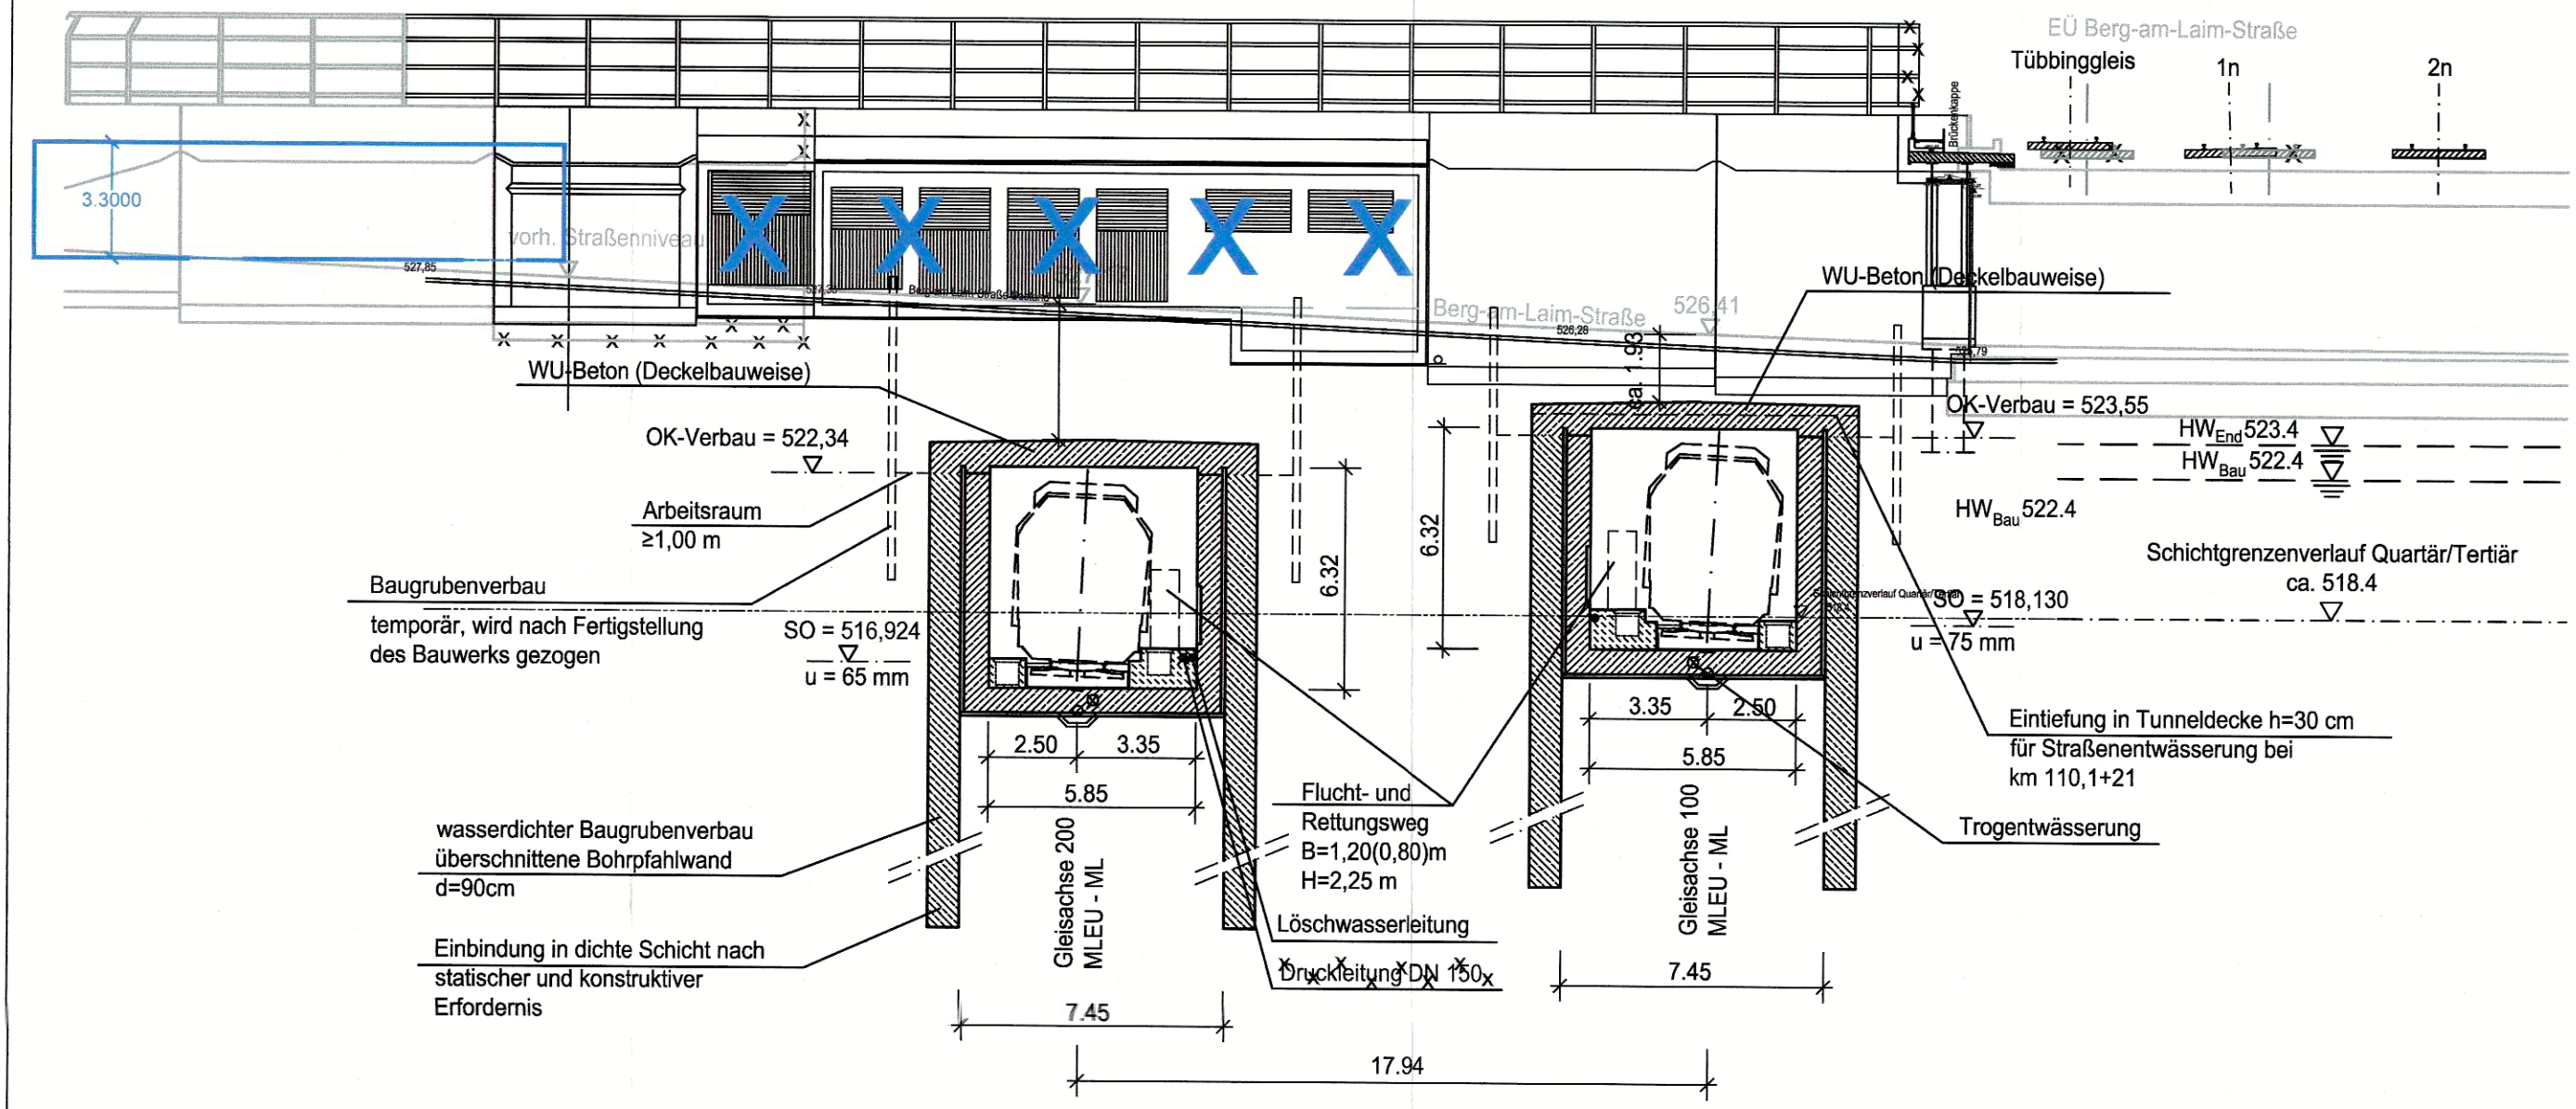 EÜ Berg-am-Laim-Straße
Tübbinggleis
1n
2n
Brückenkappe
3.3000
vorh. Straßenniveau
527,85
WU-Beton (Deckelbauweise)
Berg-am-Laim-Straße
526,41
526,28
ca. 1.93
WU-Beton (Deckelbauweise)
OK-Verbau = 523,55
OK-Verbau = 522,34
HWEnd 523.4
HWBau 522.4
HWBau 522.4
Arbeitsraum
≥1,00 m
6.32
6.32
Schichtgrenzenverlauf Quartär/Tertiär
ca. 518.4
Baugrubenverbau
temporär, wird nach Fertigstellung
des Bauwerks gezogen
SO = 516,924
u = 65 mm
SO = 518,130
u = 75 mm
3.35
2.50
5.85
2.50
3.35
5.85
Eintiefung in Tunneldecke h=30 cm
für Straßenentwässerung bei
km 110,1+21
Flucht- und
Rettungsweg
B=1,20(0,80)m
H=2,25 m
Trogentwässerung
wasserdichter Baugrubenverbau
überschnittene Bohrpfahlwand
d=90cm
Gleisachse 200
MLEU - ML
Gleisachse 100
MLEU - ML
Löschwasserleitung
Druckleitung DN 150
Einbindung in dichte Schicht nach
statischer und konstruktiver
Erfordernis
7.45
7.45
17.94